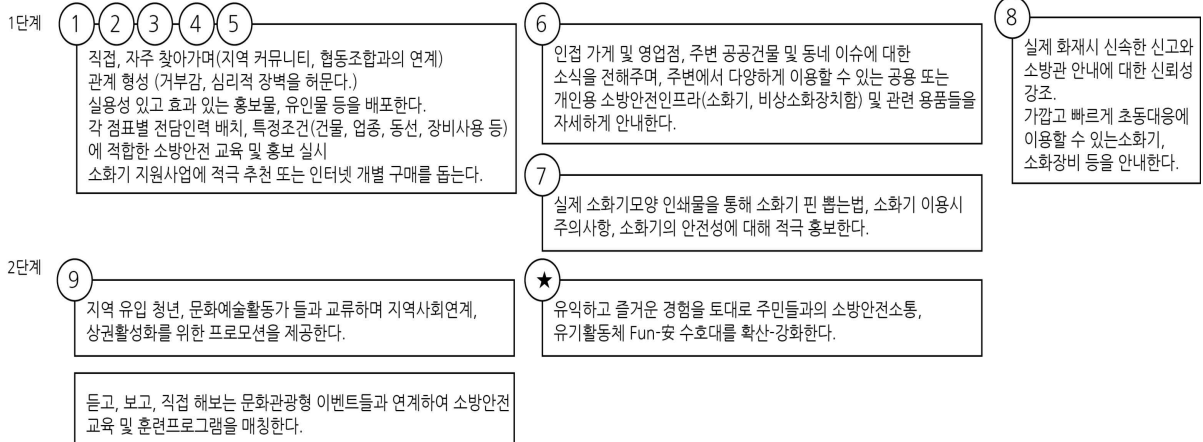 1단계
1 2 3 4 5
직접, 자주 찾아가며(지역 커뮤니티, 협동조합과의 연계)
관계 형성 (거부감, 심리적 장벽을 허문다.)
실용성 있고 효과 있는 홍보물, 유인물 등을 배포한다.
각 점포별 전담인력 배치, 특정조건(건물, 업종, 동선, 장비사용 등)
에 적합한 소방안전 교육 및 홍보 실시
소화기 지원사업에 적극 추천 또는 인터넷 개별 구매를 돕는다.
6
인접 가게 및 영업점, 주변 공공건물 및 동네 이슈에 대한
소식을 전해주며, 주변에서 다양하게 이용할 수 있는 공용 또는
개인용 소방안전인프라(소화기, 비상소화장치함) 및 관련 용품들을
자세하게 안내한다.
7
실제 소화기모양 인쇄물을 통해 소화기 핀 뽑는법, 소화기 이용시
주의사항, 소화기의 안전성에 대해 적극 홍보한다.
8
실제 화재시 신속한 신고와
소방관 안내에 대한 신뢰성
강조.
가깝고 빠르게 초동대응에
이용할 수 있는소화기,
소화장비 등을 안내한다.
2단계
9
지역 유입 청년, 문화예술활동가 들과 교류하며 지역사회연계,
상권활성화를 위한 프로모션을 제공한다.
★
유익하고 즐거운 경험을 토대로 주민들과의 소방안전소통,
유기활동체 Fun-安 수호대를 확산-강화한다.
듣고, 보고, 직접 해보는 문화관광형 이벤트들과 연계하여 소방안전
교육 및 훈련프로그램을 매칭한다.